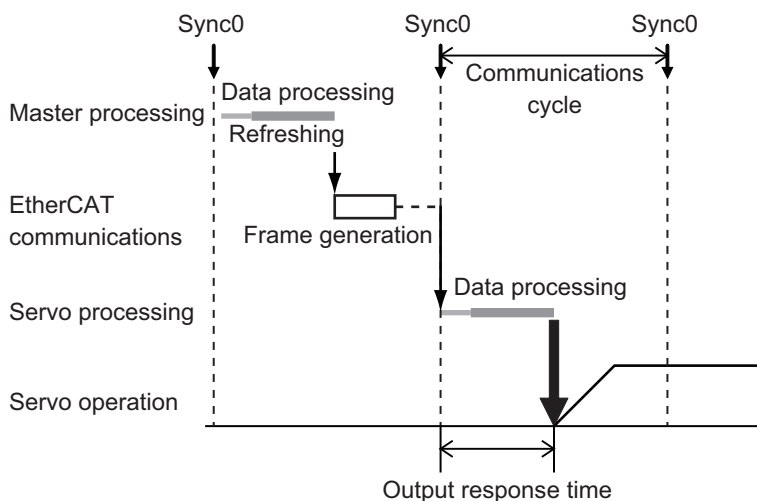 Sync0
Sync0
Sync0
Communications
cycle
Data processing
Master processing
Refreshing
EtherCAT
communications
Frame generation
Data processing
Servo processing
Servo operation
Output response time